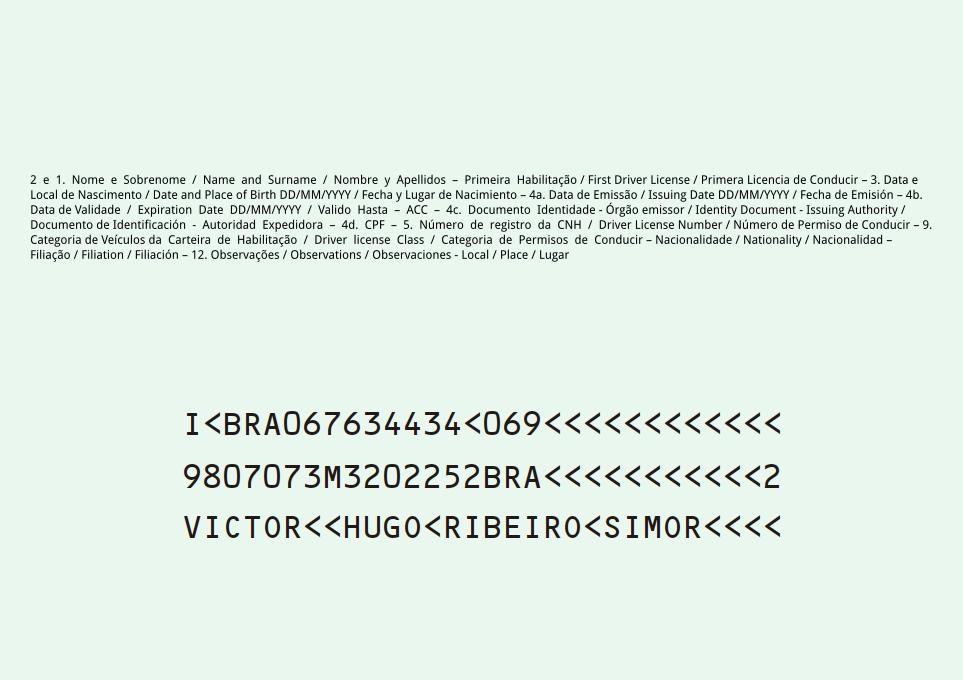 2 e 1. Nome e Sobrenome / Name and Surname / Nombre y Apellidos – Primeira Habilitação / First Driver License / Primera Licencia de Conducir – 3. Data e
Local de Nascimento / Date and Place of Birth DD/MM/YYYY / Fecha y Lugar de Nacimiento – 4a. Data de Emissão / Issuing Date DD/MM/YYYY / Fecha de Emisión – 4b.
Data de Validade / Expiration Date DD/MM/YYYY / Valido Hasta – ACC – 4c. Documento Identidade - Órgão emissor / Identity Document - Issuing Authority /
Documento de Identificación - Autoridad Expedidora – 4d. CPF – 5. Número de registro da CNH / Driver License Number / Número de Permiso de Conducir – 9.
Categoria de Veículos da Carteira de Habilitação / Driver license Class / Categoria de Permisos de Conducir – Nacionalidade / Nationality / Nacionalidad –
Filiação / Filiation / Filiación – 12. Observações / Observations / Observaciones - Local / Place / Lugar
I<BRA067634434<069<<<<<<<<<<<<
9807073M3202252BRA<<<<<<<<<<<2
VICTOR<<HUGO<RIBEIRO<SIMOR<<<<